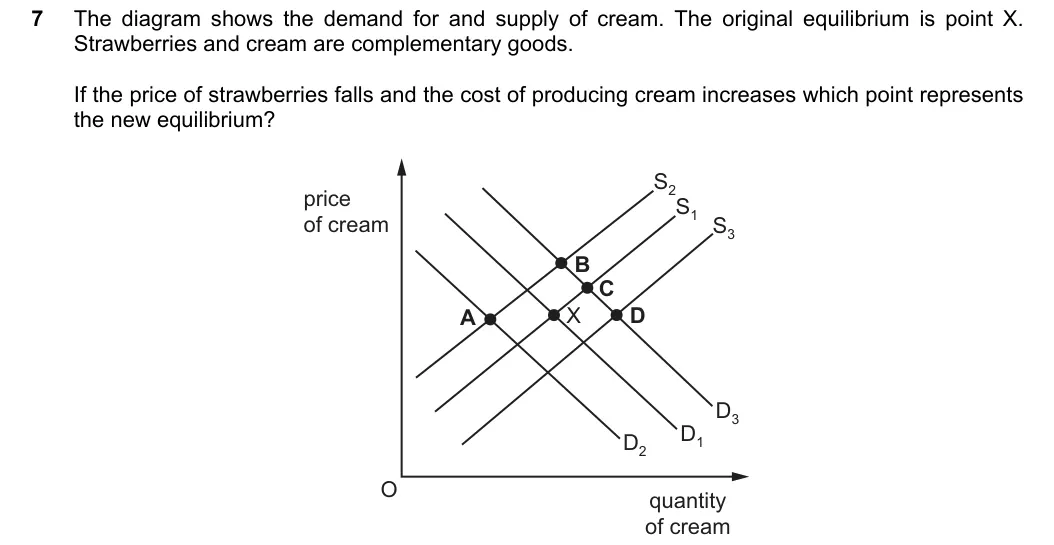 7 The diagram shows the demand for and supply of cream. The original equilibrium is point X.
Strawberries and cream are complementary goods.
If the price of strawberries falls and the cost of producing cream increases which point represents
the new equilibrium?
price
of cream
S2
S1
S3
B
C
A
X
D
D3
D1
D2
O
quantity
of cream